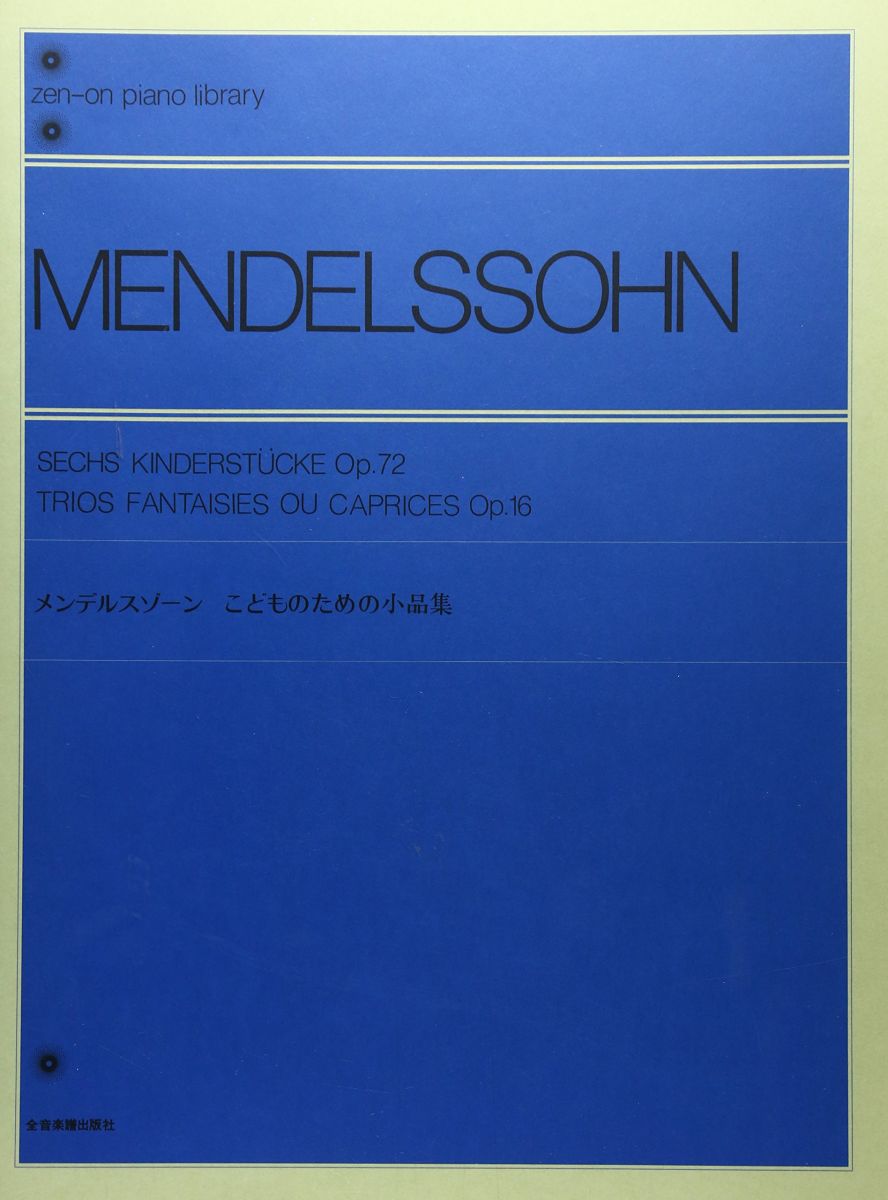 zen-on piano library
MENDELSSOHN
SECHS KINDERSTÜCKE Op.72
TRIOS FANTAISIES OU CAPRICES Op.16
メンデルスゾーン こどものための小品集
全音楽譜出版社